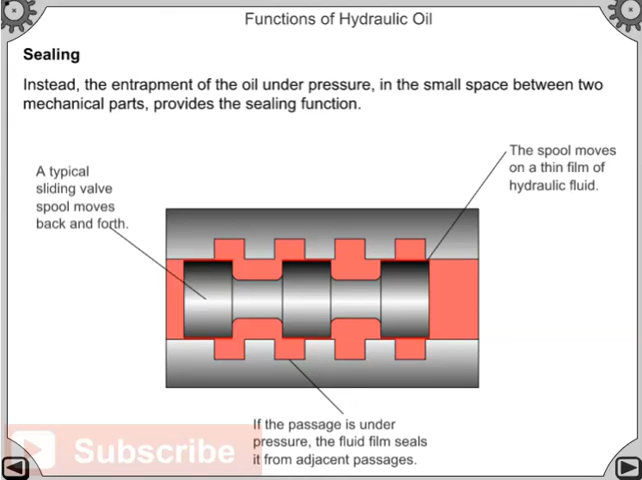 Functions of Hydraulic Oil
Sealing
Instead, the entrapment of the oil under pressure, in the small space between two
mechanical parts, provides the sealing function.
The spool moves
on a thin film of
hydraulic fluid.
A typical
sliding valve
spool moves
back and forth.
If the passage is under
pressure, the fluid film seals
it from adjacent passages.
Subscribe